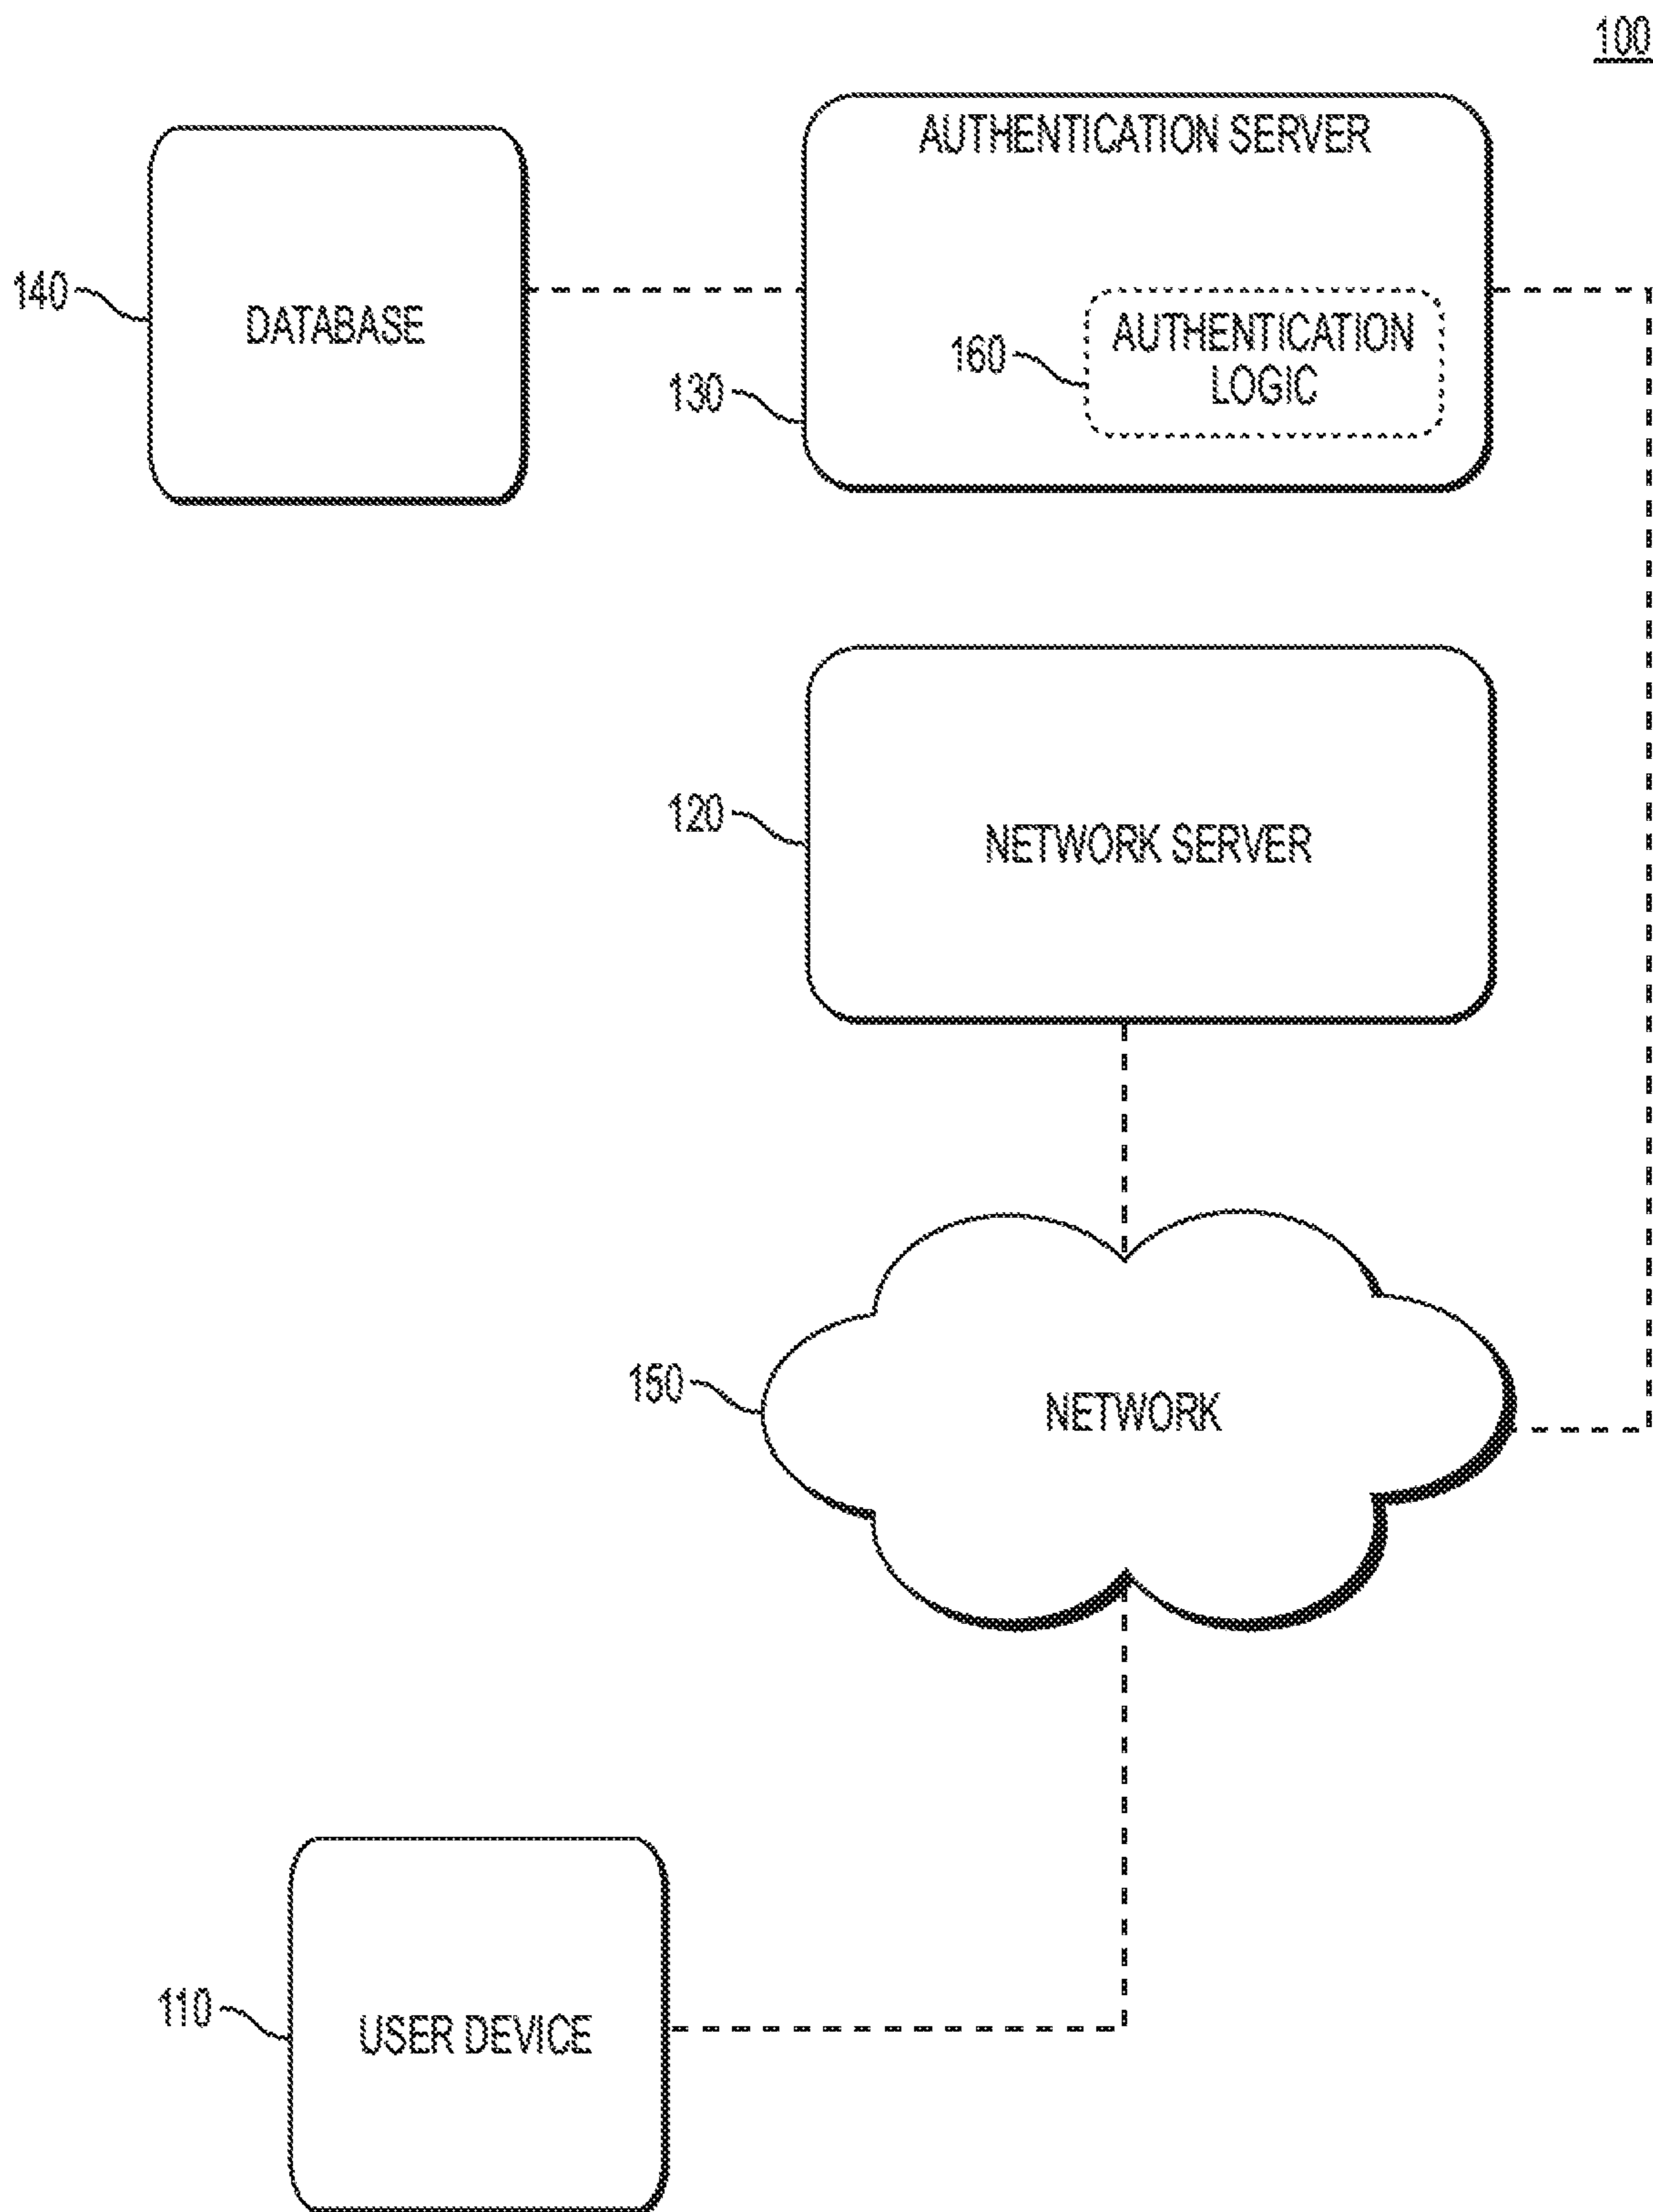 100
AUTHENTICATION SERVER
140
DATABASE
160
AUTHENTICATION
LOGIC
130
120
NETWORK SERVER
150
NETWORK
110
USER DEVICE